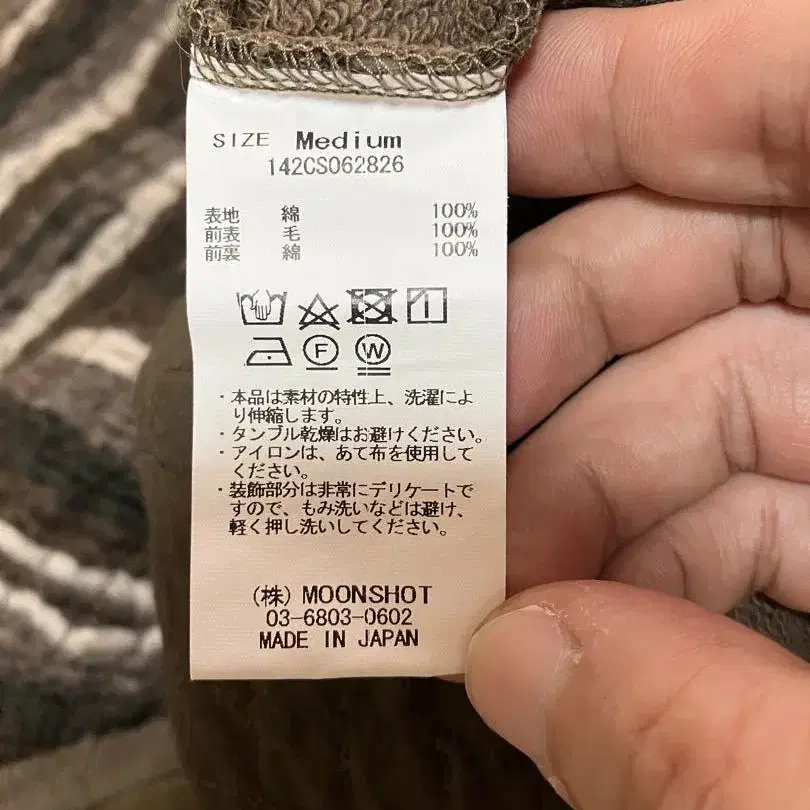 SIZE Medium
142CS062826
表地 綿 100%
前表 毛 100%
前裏 綿 100%
F W
・本品は素材の特性上、洗濯によ
り伸縮します。
・タンブル乾燥はお避けください。
・アイロンは、あて布を使用して
ください。
・装飾部分は非常にデリケートで
すので、もみ洗いなどは避け、
軽く押し洗いしてください。
(株) MOONSHOT
03-6803-0602
MADE IN JAPAN